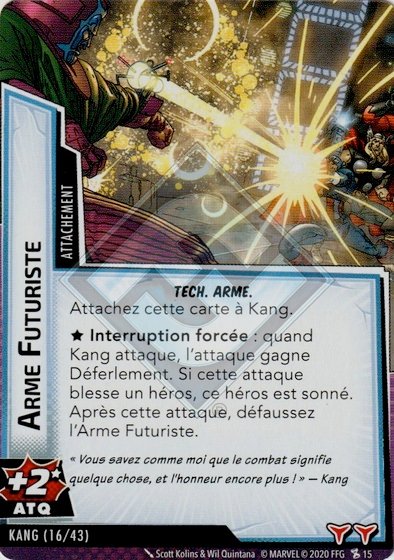 ATTACHEMENT
ARME FUTURISTE
TECH. ARME.
Attachez cette carte à Kang.
★ Interruption forcée : quand
Kang attaque, l'attaque gagne
Déferlement. Si cette attaque
blesse un héros, ce héros est sonné.
Après cette attaque, défaussez
l'Arme Futuriste.
« Vous savez comme moi que le combat signifie
quelque chose, et l'honneur encore plus ! » — Kang
+2★
ATQ
KANG (16/43)
Scott Kolins & Wil Quintana © MARVEL © 2020 FFG 15